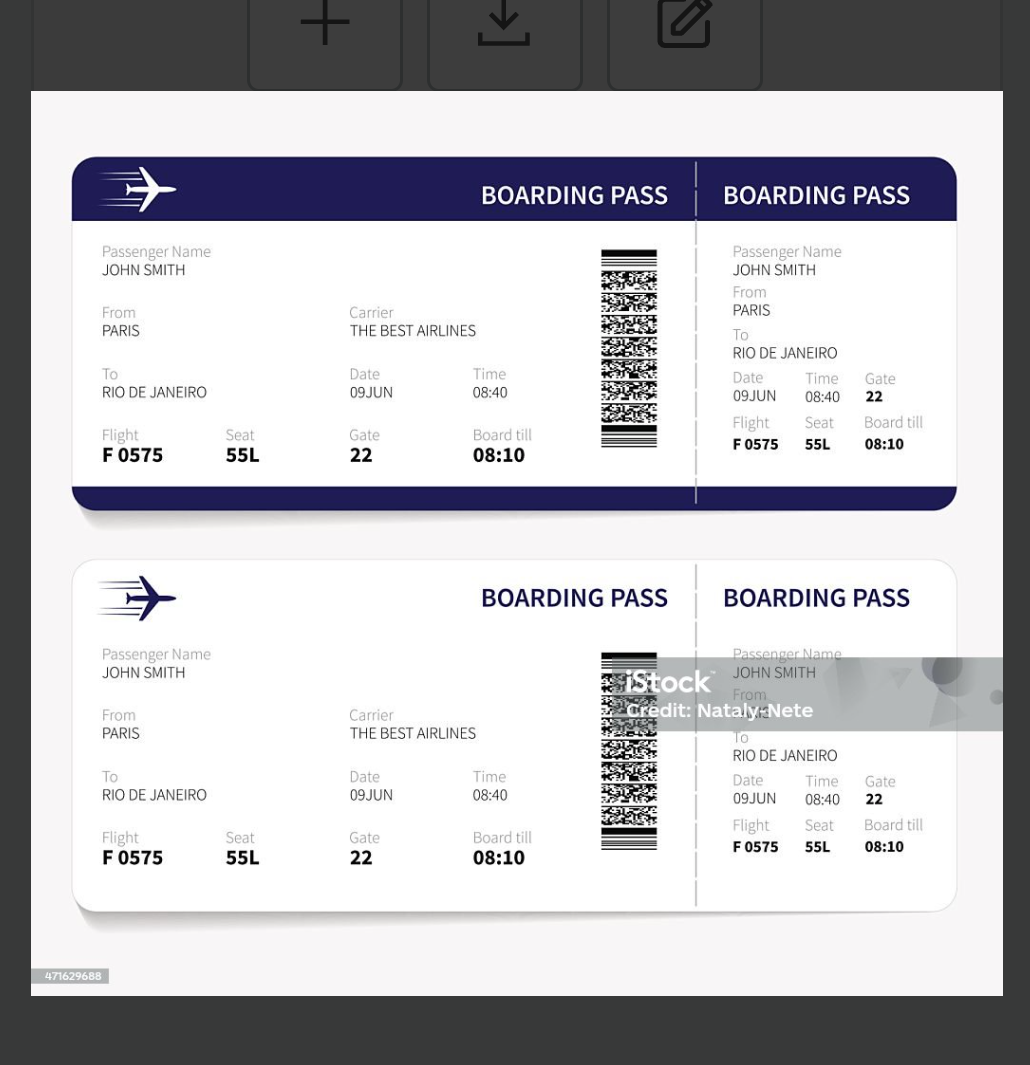 BOARDING PASS
BOARDING PASS
Passenger Name
JOHN SMITH
From
PARIS
Carrier
THE BEST AIRLINES
To
RIO DE JANEIRO
Date
09JUN
Time
08:40
Flight
F 0575
Seat
55L
Gate
22
Board till
08:10
Passenger Name
JOHN SMITH
From
PARIS
To
RIO DE JANEIRO
Date
09JUN
Time
08:40
Gate
22
Flight
F 0575
Seat
55L
Board till
08:10
BOARDING PASS
BOARDING PASS
Passenger Name
JOHN SMITH
From
PARIS
Carrier
THE BEST AIRLINES
To
RIO DE JANEIRO
Date
09JUN
Time
08:40
Flight
F 0575
Seat
55L
Gate
22
Board till
08:10
Passenger Name
JOHN SMITH
From
PARIS
To
RIO DE JANEIRO
Date
09JUN
Time
08:40
Gate
22
Flight
F 0575
Seat
55L
Board till
08:10
iStock™
Credit: Nataly-Nete
471629688